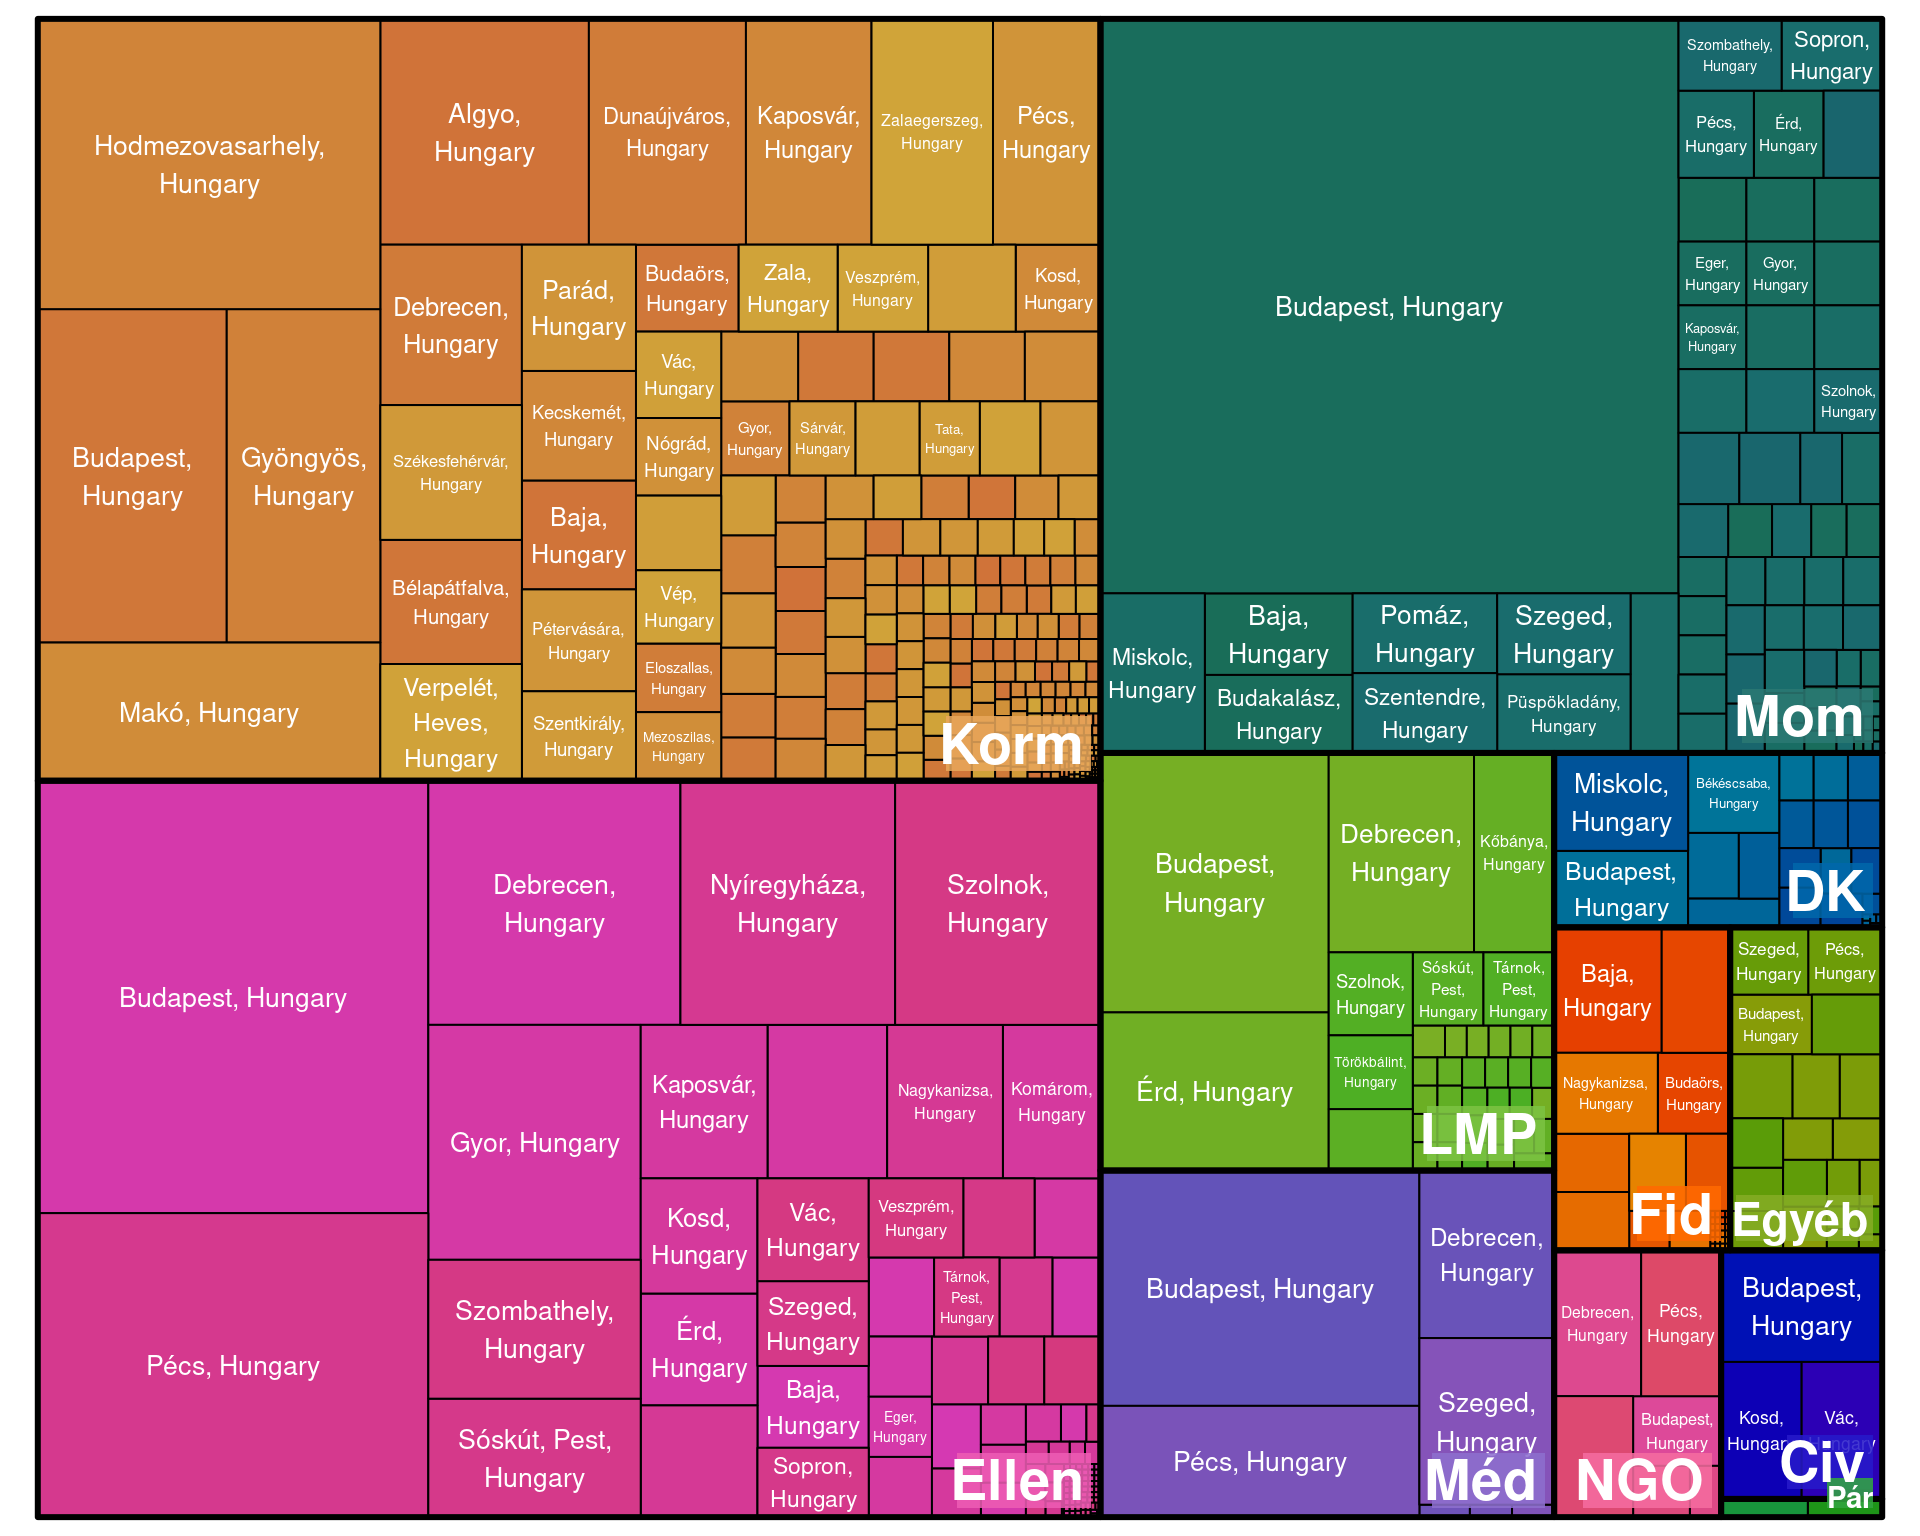 Hodmezovasarhely,
Hungary
Algyo,
Hungary
Dunaújváros,
Hungary
Kaposvár,
Hungary
Zalaegerszeg,
Hungary
Pécs,
Hungary
Budapest,
Hungary
Gyöngyös,
Hungary
Makó, Hungary
Debrecen,
Hungary
Székesfehérvár,
Hungary
Bélapátfalva,
Hungary
Verpelét,
Heves,
Hungary
Parád,
Hungary
Kecskemét,
Hungary
Baja,
Hungary
Pétervására,
Hungary
Szentkirály,
Hungary
Budaörs,
Hungary
Zala,
Hungary
Veszprém,
Hungary
Kosd,
Hungary
Vác,
Hungary
Nógrád,
Hungary
Vép,
Hungary
Eloszallas,
Hungary
Mezoszilas,
Hungary
Gyor,
Hungary
Sárvár,
Hungary
Tata,
Hungary
Korm
Budapest, Hungary
Miskolc,
Hungary
Baja,
Hungary
Budakalász,
Hungary
Pomáz,
Hungary
Szentendre,
Hungary
Szeged,
Hungary
Püspökladány,
Hungary
Szombathely,
Hungary
Sopron,
Hungary
Pécs,
Hungary
Érd,
Hungary
Eger,
Hungary
Gyor,
Hungary
Kaposvár,
Hungary
Szolnok,
Hungary
Mom
Budapest, Hungary
Pécs, Hungary
Debrecen,
Hungary
Nyíregyháza,
Hungary
Szolnok,
Hungary
Gyor, Hungary
Szombathely,
Hungary
Sóskút, Pest,
Hungary
Kaposvár,
Hungary
Nagykanizsa,
Hungary
Komárom,
Hungary
Kosd,
Hungary
Érd,
Hungary
Vác,
Hungary
Szeged,
Hungary
Baja,
Hungary
Sopron,
Hungary
Veszprém,
Hungary
Tárnok,
Pest,
Hungary
Eger,
Hungary
Ellen
Budapest,
Hungary
Érd, Hungary
Debrecen,
Hungary
Kőbánya,
Hungary
Szolnok,
Hungary
Sóskút,
Pest,
Hungary
Tárnok,
Pest,
Hungary
Törökbálint,
Hungary
LMP
Budapest, Hungary
Pécs, Hungary
Debrecen,
Hungary
Szeged,
Hungary
Méd
Miskolc,
Hungary
Budapest,
Hungary
Békéscsaba,
Hungary
DK
Baja,
Hungary
Nagykanizsa,
Hungary
Budaörs,
Hungary
Fid
Szeged,
Hungary
Pécs,
Hungary
Budapest,
Hungary
Egyéb
Debrecen,
Hungary
Pécs,
Hungary
Budapest,
Hungary
NGO
Budapest,
Hungary
Kosd,
Hungary
Vác,
Hungary
Civ
Pár